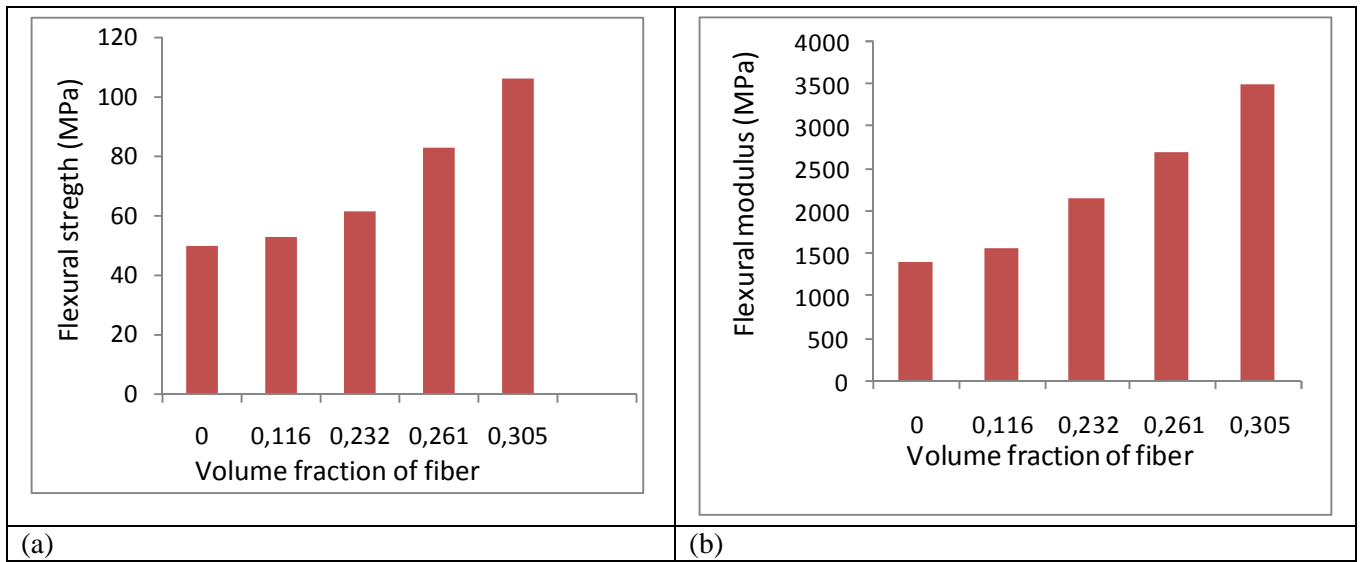 120
100
80
60
40
20
0
Flexural stregth (MPa)
0 0,116 0,232 0,261 0,305
Volume fraction of fiber
(a)
4000
3500
3000
2500
2000
1500
1000
500
0
Flexural modulus (MPa)
0 0,116 0,232 0,261 0,305
Volume fraction of fiber
(b)